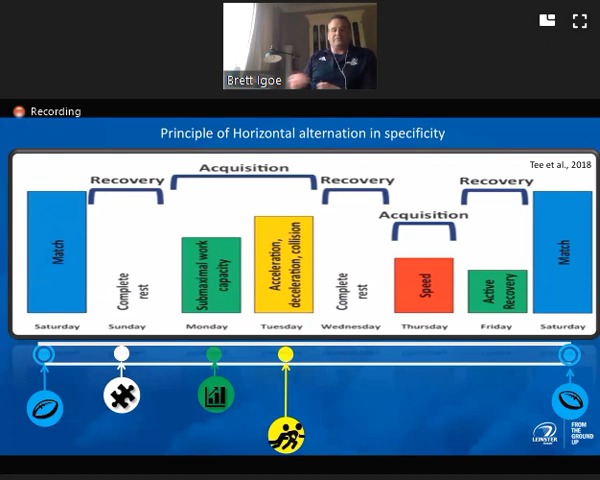 Brett Igoe
Recording
Principle of Horizontal alternation in specificity
Tee et al., 2018
Recovery
Acquisition
Recovery
Recovery
Acquisition
Match
Complete
rest
Submaximal work
capacity
Acceleration,
deceleration, collision
Complete
rest
Speed
Active
Recovery
Match
Saturday
Sunday
Monday
Tuesday
Wednesday
Thursday
Friday
Saturday
LEINSTER
FROM
THE
GROUND
UP